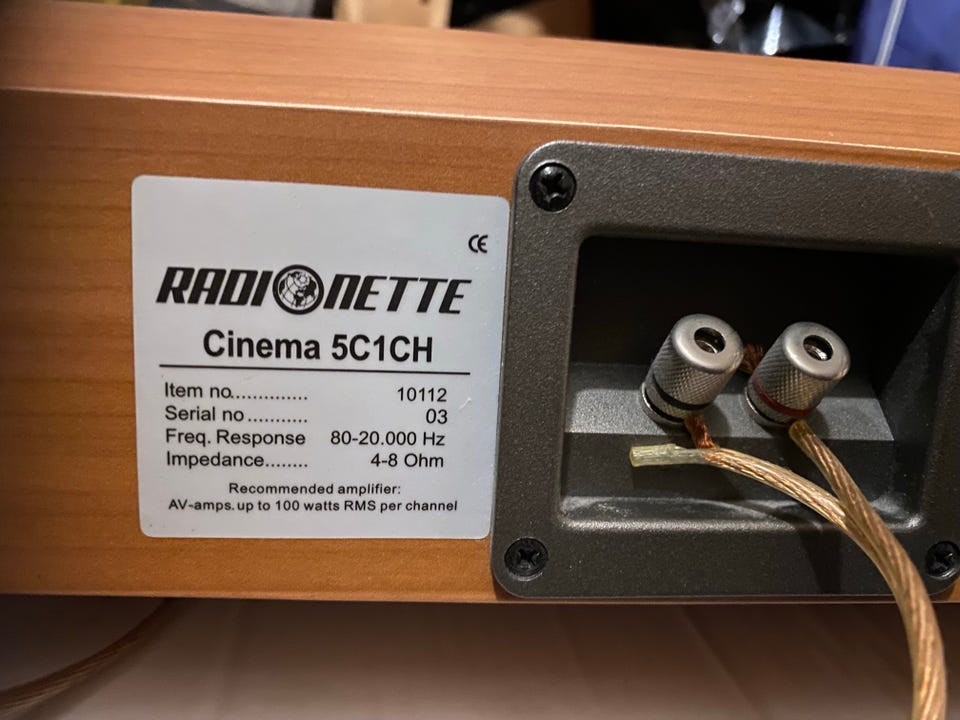 CE
RADIONETTE
Cinema 5C1CH
Item no.............. 10112
Serial no ........... 03
Freq. Response 80-20.000 Hz
Impedance........ 4-8 Ohm
Recommended amplifier:
AV-amps. up to 100 watts RMS per channel